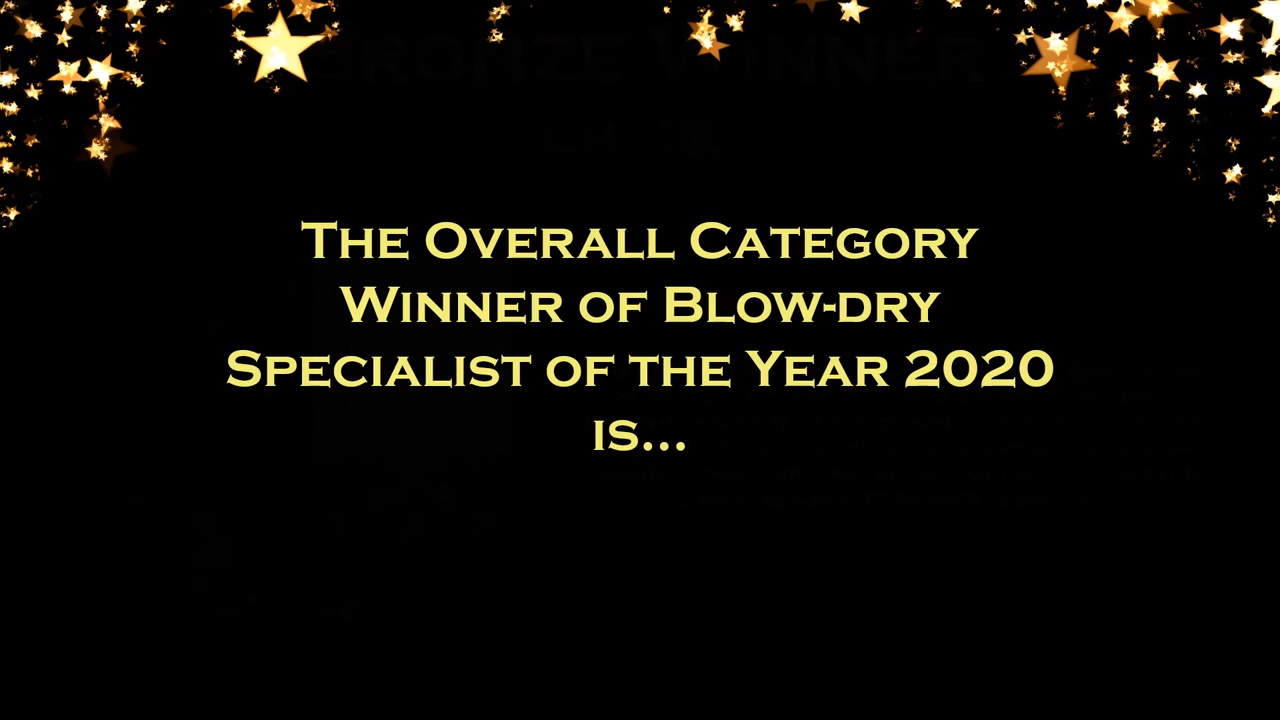 The Overall Category
Winner of Blow-dry
Specialist of the Year 2020
is...